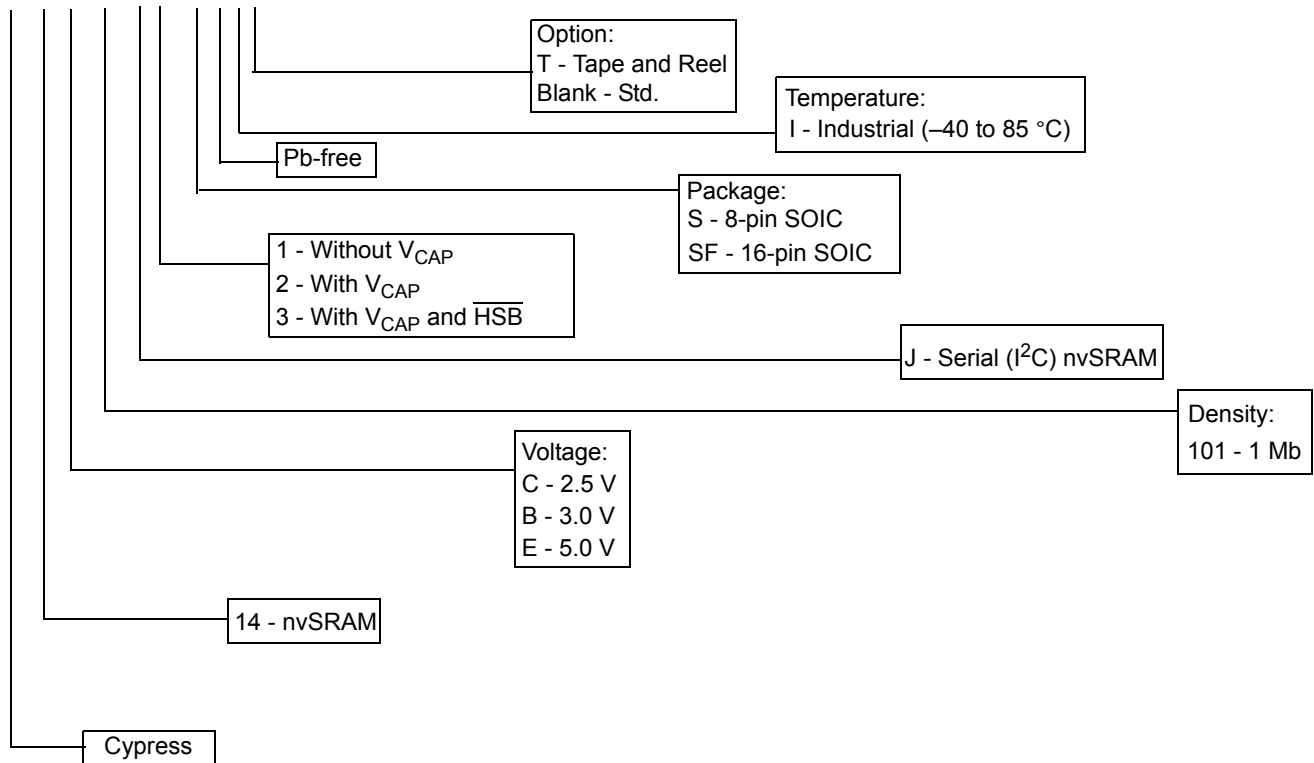 Option:
T - Tape and Reel
Blank - Std.
Temperature:
I - Industrial (–40 to 85 °C)
Pb-free
Package:
S - 8-pin SOIC
SF - 16-pin SOIC
1 - Without VCAP
2 - With VCAP
3 - With VCAP and HSB
J - Serial (I2C) nvSRAM
Density:
101 - 1 Mb
Voltage:
C - 2.5 V
B - 3.0 V
E - 5.0 V
14 - nvSRAM
Cypress